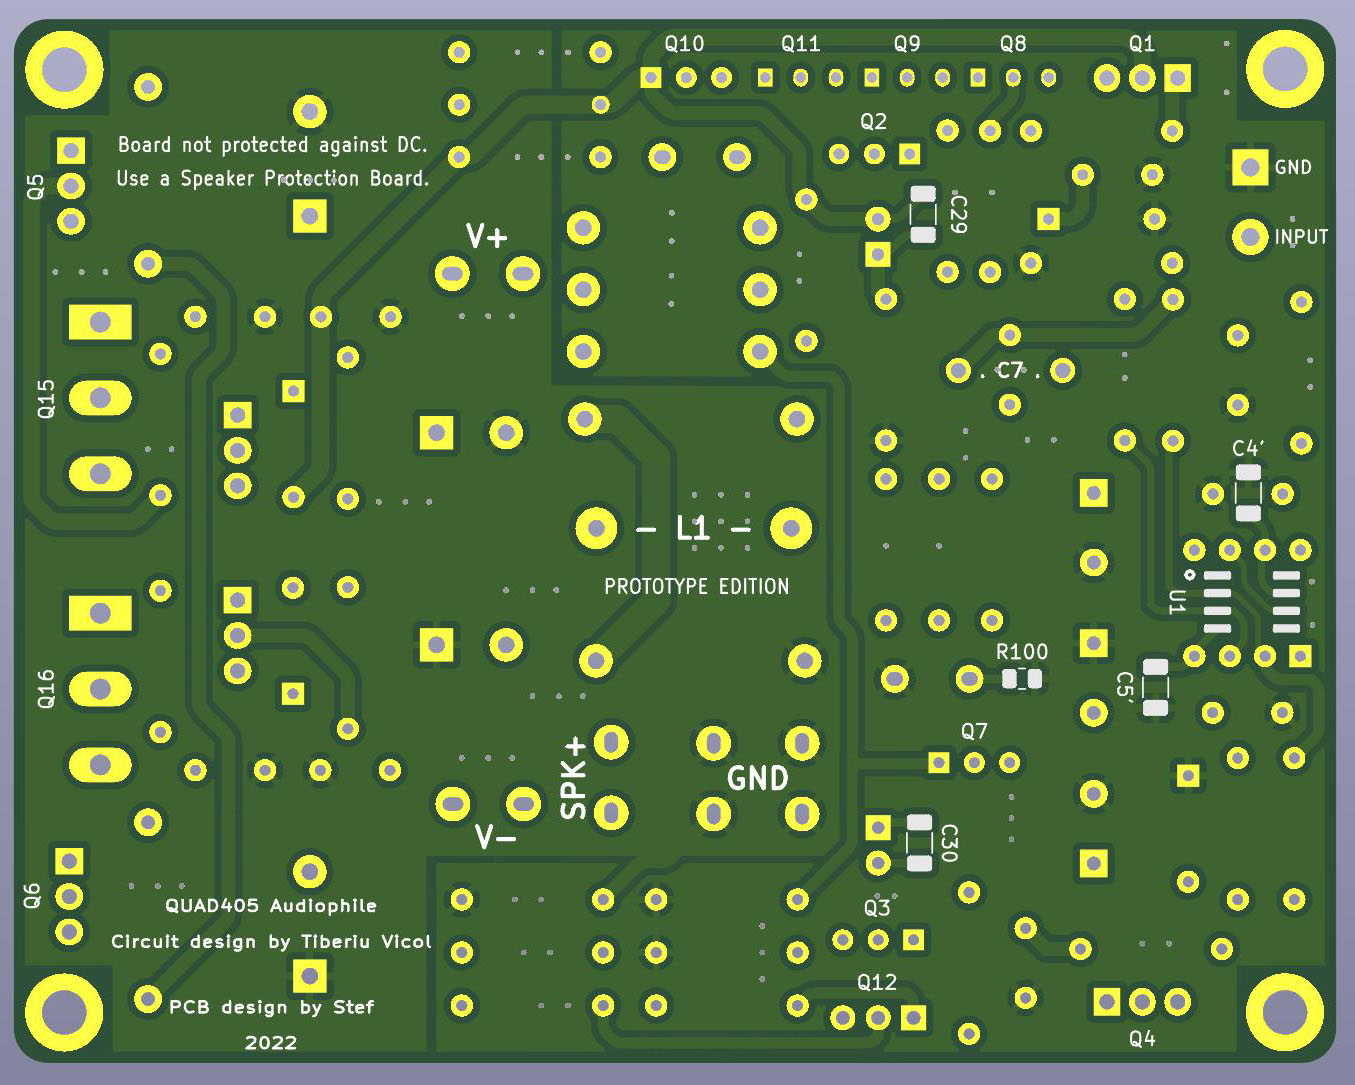 Q10 Q11 Q9 Q8 Q1
Q2
Board not protected against DC.
Use a Speaker Protection Board.
Q5
GND
C29
INPUT
V+
. C7 .
Q15
C4'
- L1 -
PROTOTYPE EDITION
U1
R100
Q16
C5'
Q7
SPK+
GND
V-
C30
Q6
QUAD405 Audiophile
Q3
Circuit design by Tiberiu Vicol
Q12
PCB design by Stef
Q4
2022